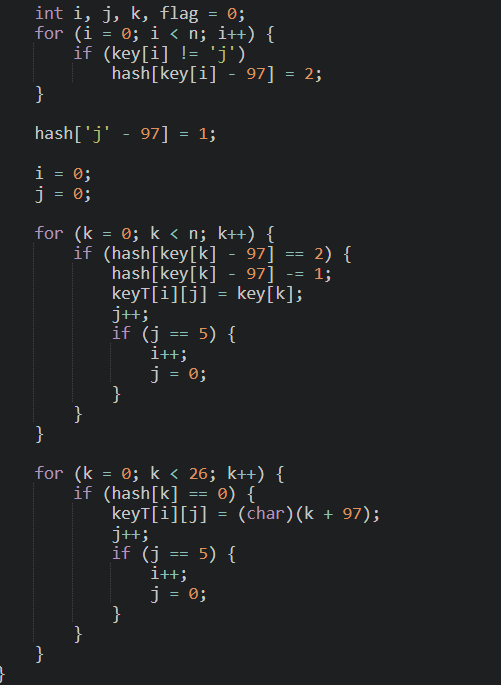 int i, j, k, flag = 0;
for (i = 0; i < n; i++) {
if (key[i] != 'j')
hash[key[i] - 97] = 2;
}
hash['j' - 97] = 1;
i = 0;
j = 0;
for (k = 0; k < n; k++) {
if (hash[key[k] - 97] == 2) {
hash[key[k] - 97] -= 1;
keyT[i][j] = key[k];
j++;
if (j == 5) {
i++;
j = 0;
}
}
}
for (k = 0; k < 26; k++) {
if (hash[k] == 0) {
keyT[i][j] = (char)(k + 97);
j++;
if (j == 5) {
i++;
j = 0;
}
}
}
}